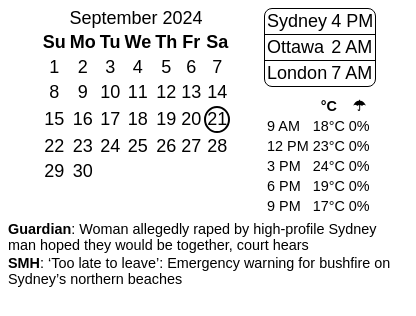 September 2024
Su Mo Tu We Th Fr Sa
1 2 3 4 5 6 7
8 9 10 11 12 13 14
15 16 17 18 19 20 21
22 23 24 25 26 27 28
29 30
Sydney 4 PM
Ottawa 2 AM
London 7 AM
°C ☂
9 AM 18°C 0%
12 PM 23°C 0%
3 PM 24°C 0%
6 PM 19°C 0%
9 PM 17°C 0%
Guardian: Woman allegedly raped by high-profile Sydney
man hoped they would be together, court hears
SMH: ‘Too late to leave’: Emergency warning for bushfire on
Sydney’s northern beaches